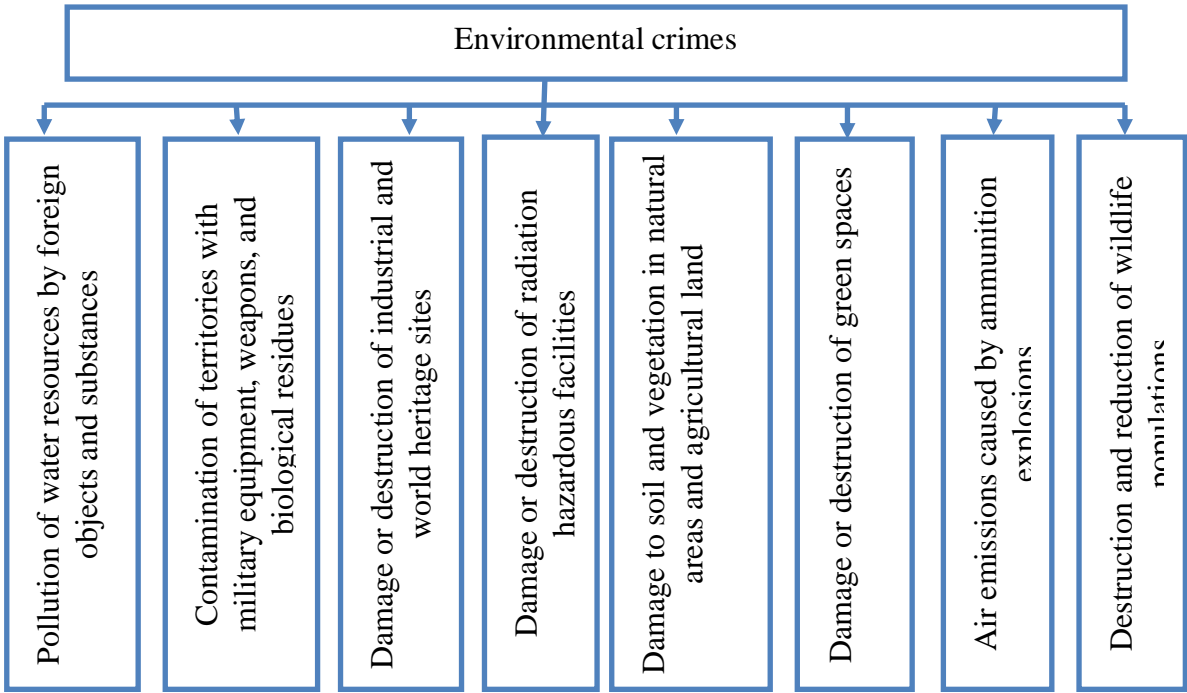 Environmental crimes
Pollution of water resources by foreign
objects and substances
Contamination of territories with
military equipment, weapons, and
biological residues
Damage or destruction of industrial and
world heritage sites
Damage or destruction of radiation
hazardous facilities
Damage to soil and vegetation in natural
areas and agricultural land
Damage or destruction of green spaces
Air emissions caused by ammunition
explosions
Destruction and reduction of wildlife
populations